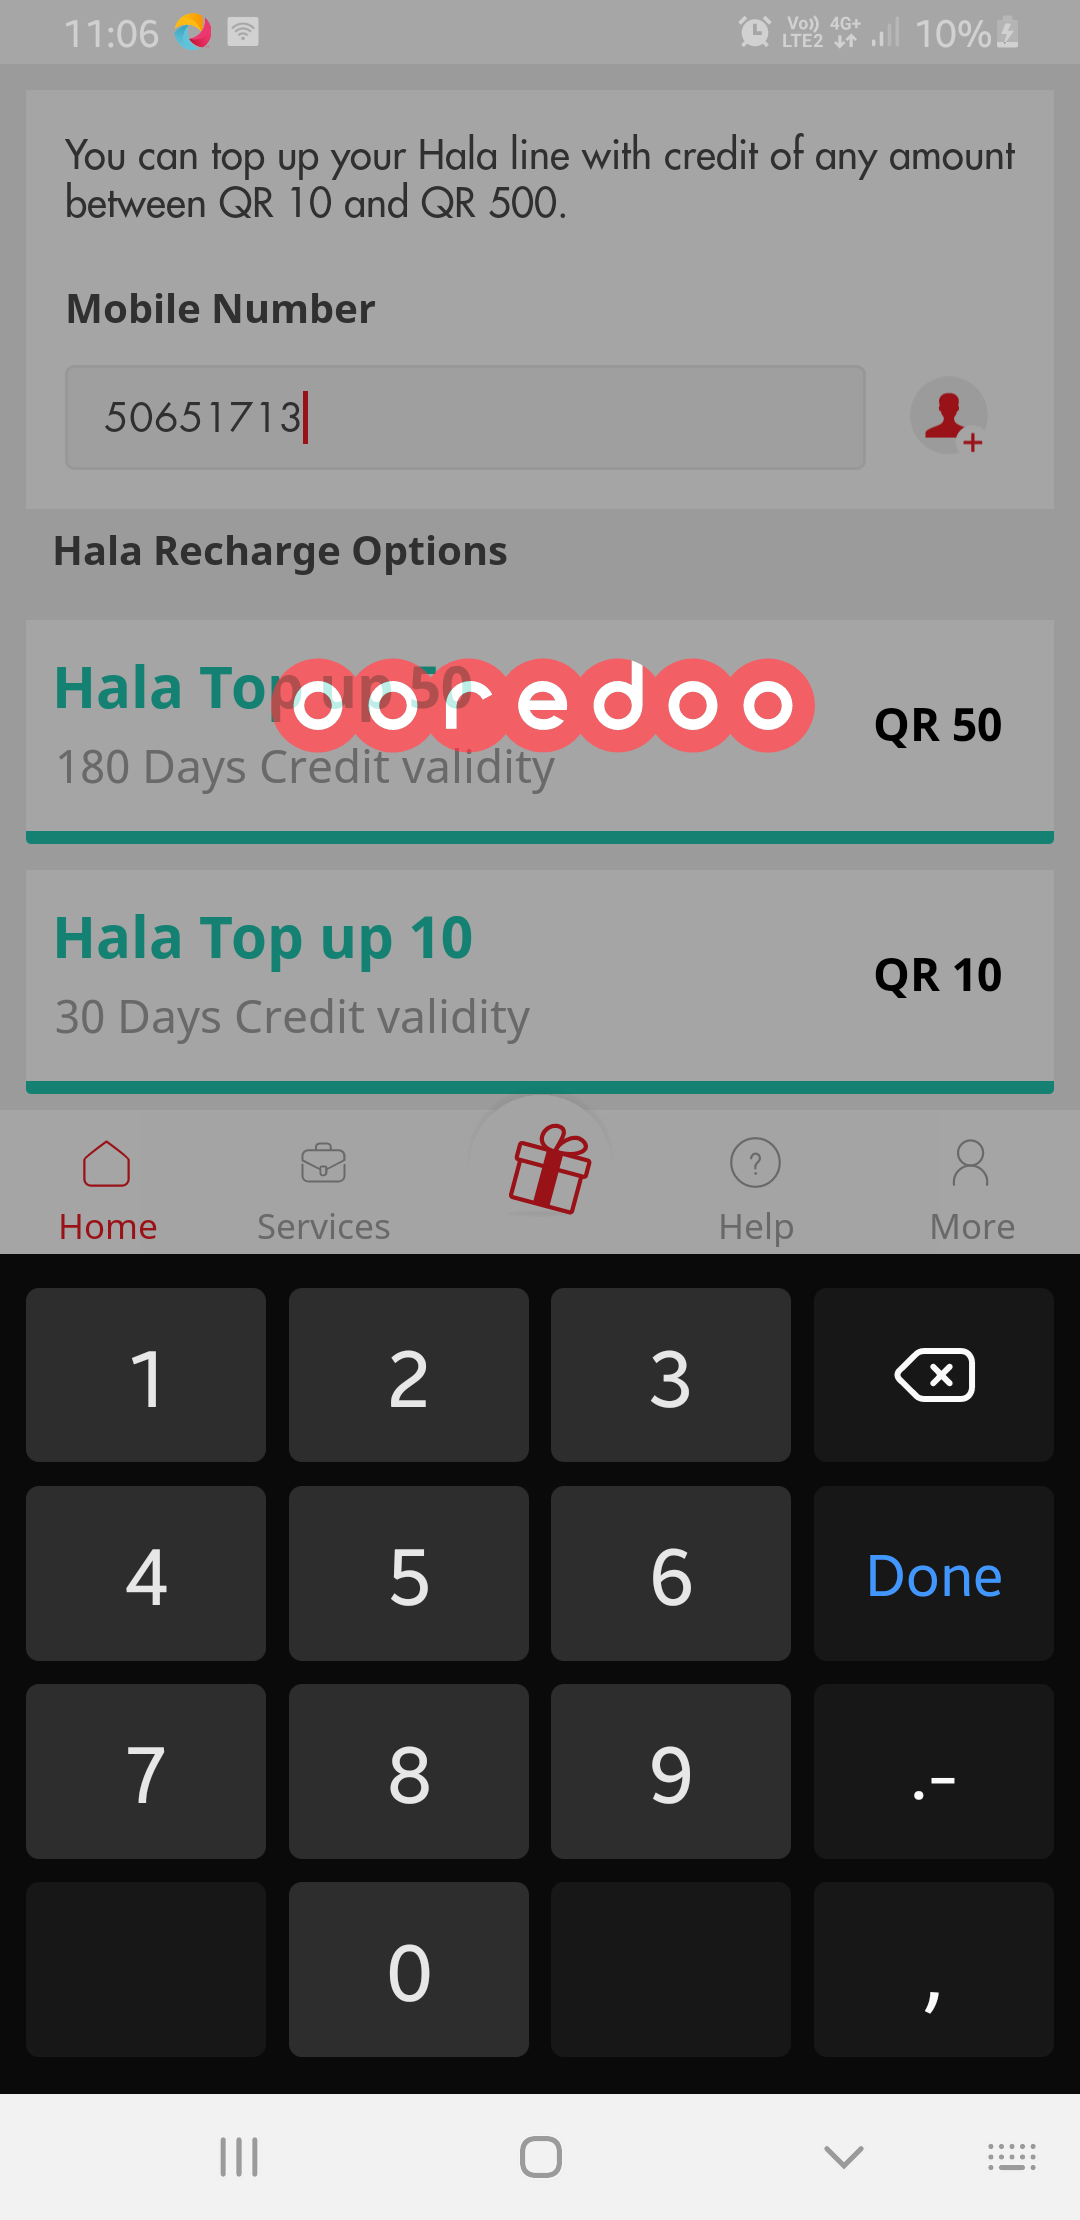 11:06
Vo)) 4G+
LTE2
10%
You can top up your Hala line with credit of any amount
between QR 10 and QR 500.
Mobile Number
50651713
Hala Recharge Options
Hala Top up 50
ooredoo
QR 50
180 Days Credit validity
Hala Top up 10
QR 10
30 Days Credit validity
?
Home Services Help More
1 2 3
4 5 6 Done
7 8 9 .-
0 ,